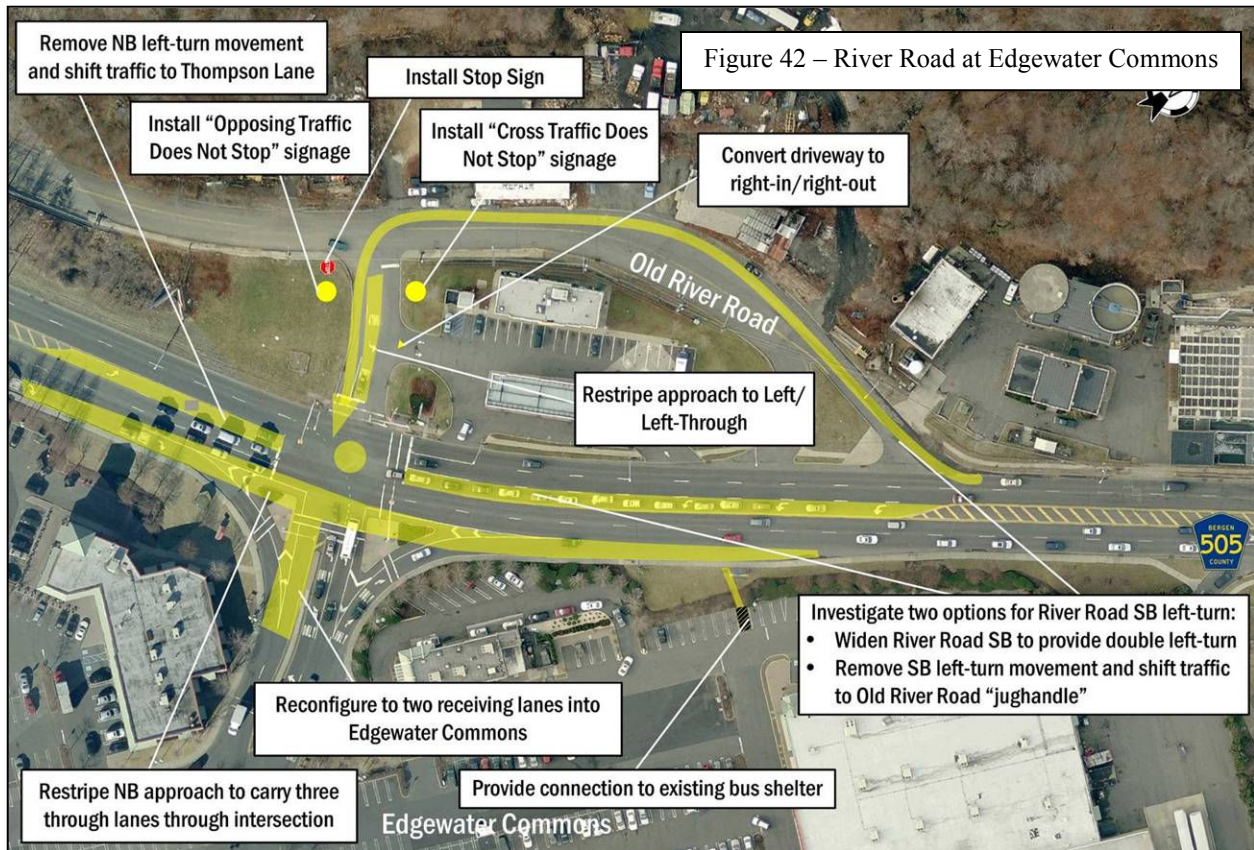 Figure 42 – River Road at Edgewater Commons
Remove NB left-turn movement
and shift traffic to Thompson Lane
Install Stop Sign
Install “Opposing Traffic
Does Not Stop” signage
Install “Cross Traffic Does
Not Stop” signage
Convert driveway to
right-in/right-out
REPAIR
Old River Road
Restripe approach to Left/
Left-Through
BERGEN
505
COUNTY
Investigate two options for River Road SB left-turn:
• Widen River Road SB to provide double left-turn
• Remove SB left-turn movement and shift traffic
to Old River Road “jughandle”
Reconfigure to two receiving lanes into
Edgewater Commons
Provide connection to existing bus shelter
Restripe NB approach to carry three
through lanes through intersection
Edgewater Commons